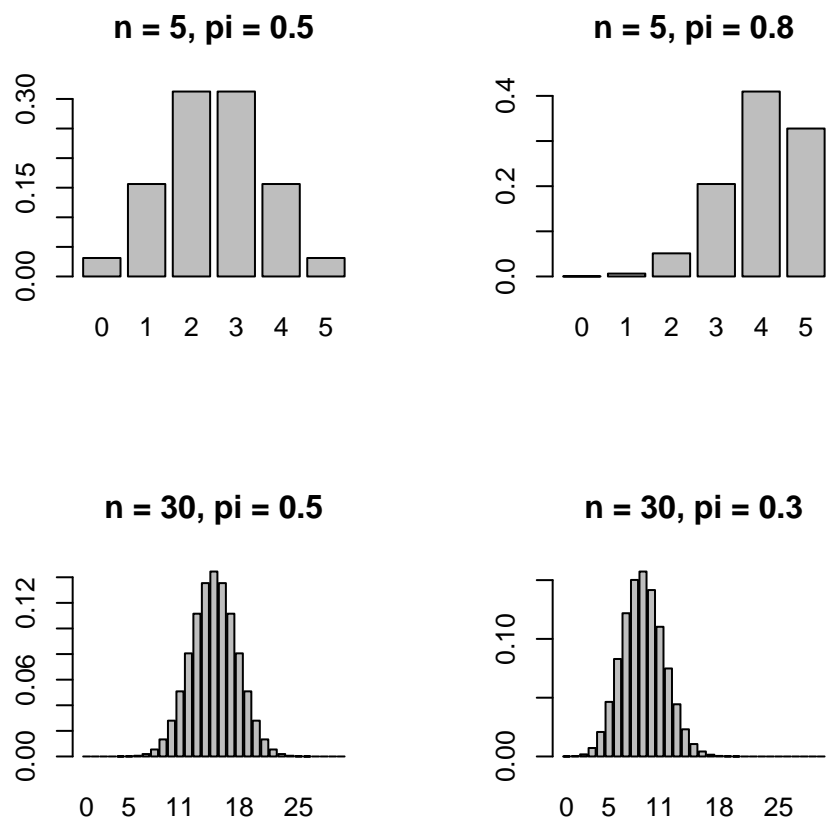 n = 5, pi = 0.5
0.00 0.15 0.30
0 1 2 3 4 5
n = 5, pi = 0.8
0.0 0.2 0.4
0 1 2 3 4 5
n = 30, pi = 0.5
0.00 0.06 0.12
0 5 11 18 25
n = 30, pi = 0.3
0.00 0.10
0 5 11 18 25